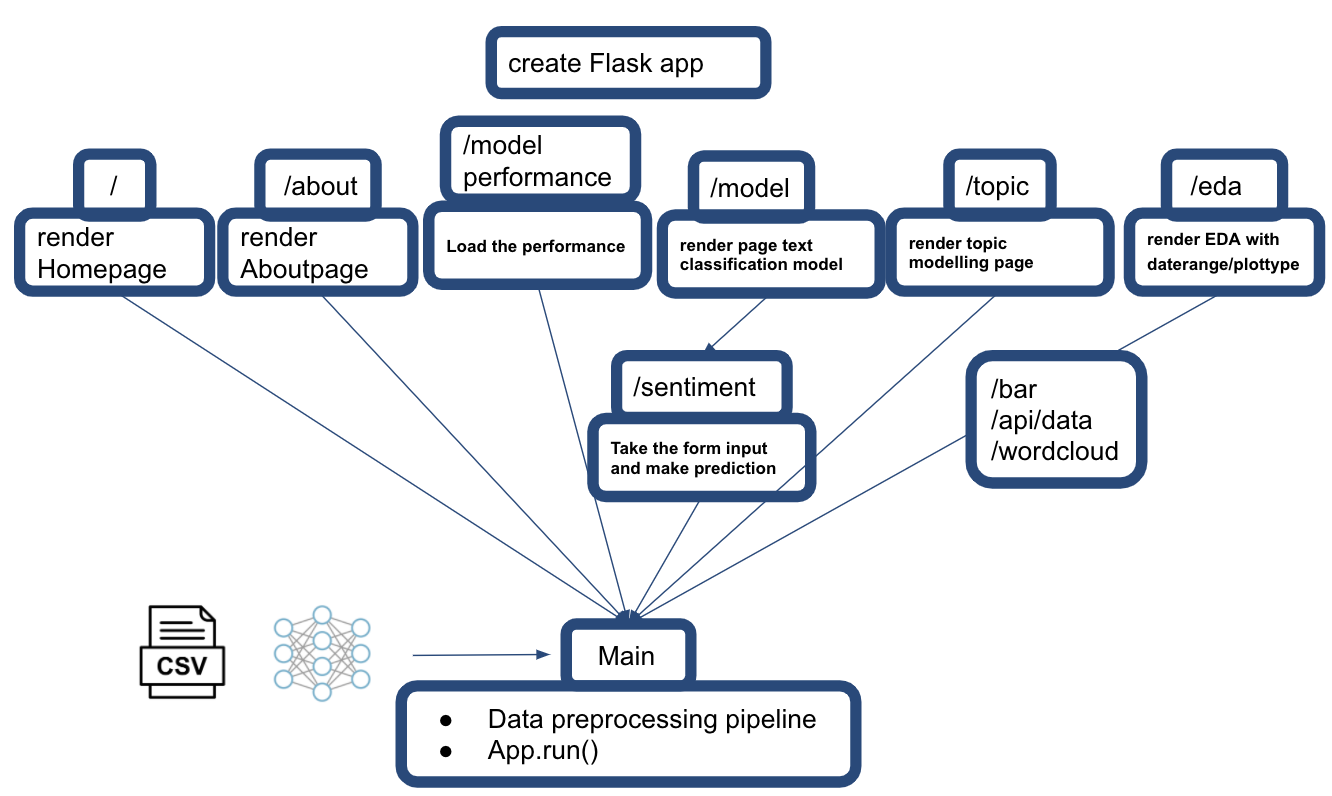 create Flask app
/
render
Homepage
/about
render
Aboutpage
/model
performance
Load the performance
/model
render page text
classification model
/topic
render topic
modelling page
/eda
render EDA with
daterange/plottype
/sentiment
Take the form input
and make prediction
/bar
/api/data
/wordcloud
CSV
Main
● Data preprocessing pipeline
● App.run()